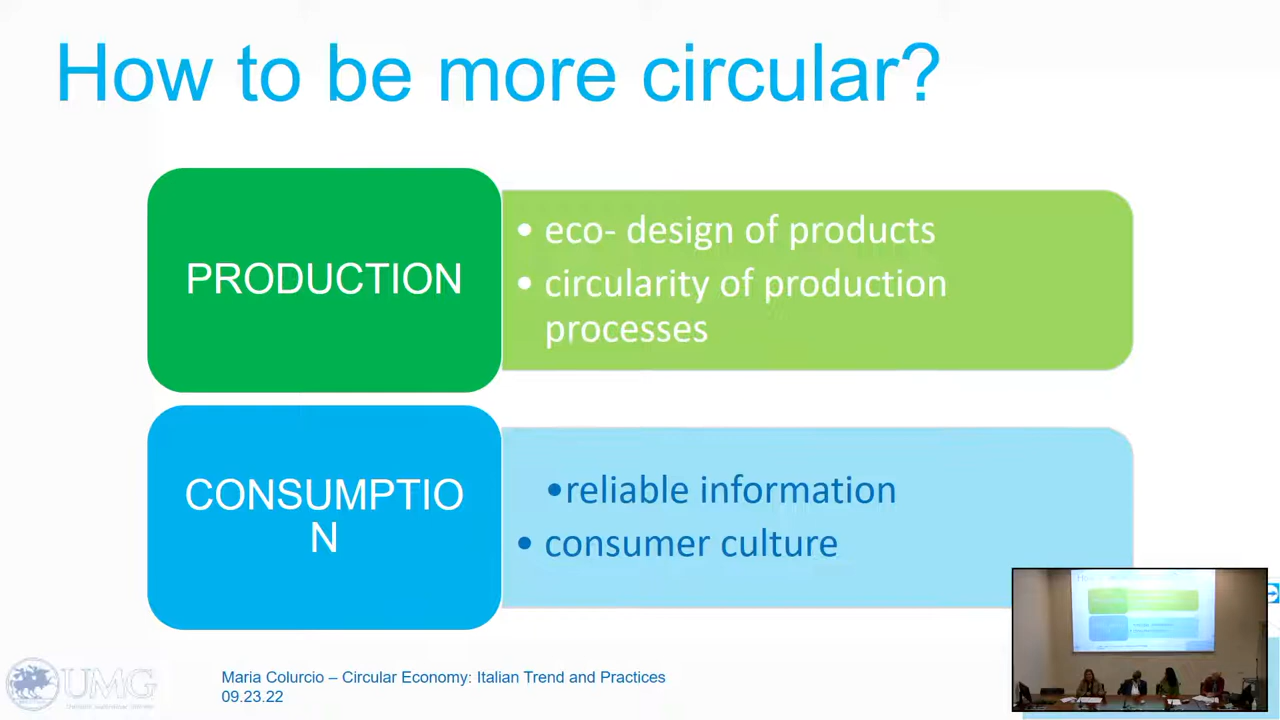 How to be more circular?
PRODUCTION
• eco- design of products
• circularity of production
processes
CONSUMPTIO
N
•reliable information
• consumer culture
UMG
Maria Colurcio – Circular Economy: Italian Trend and Practices
09.23.22